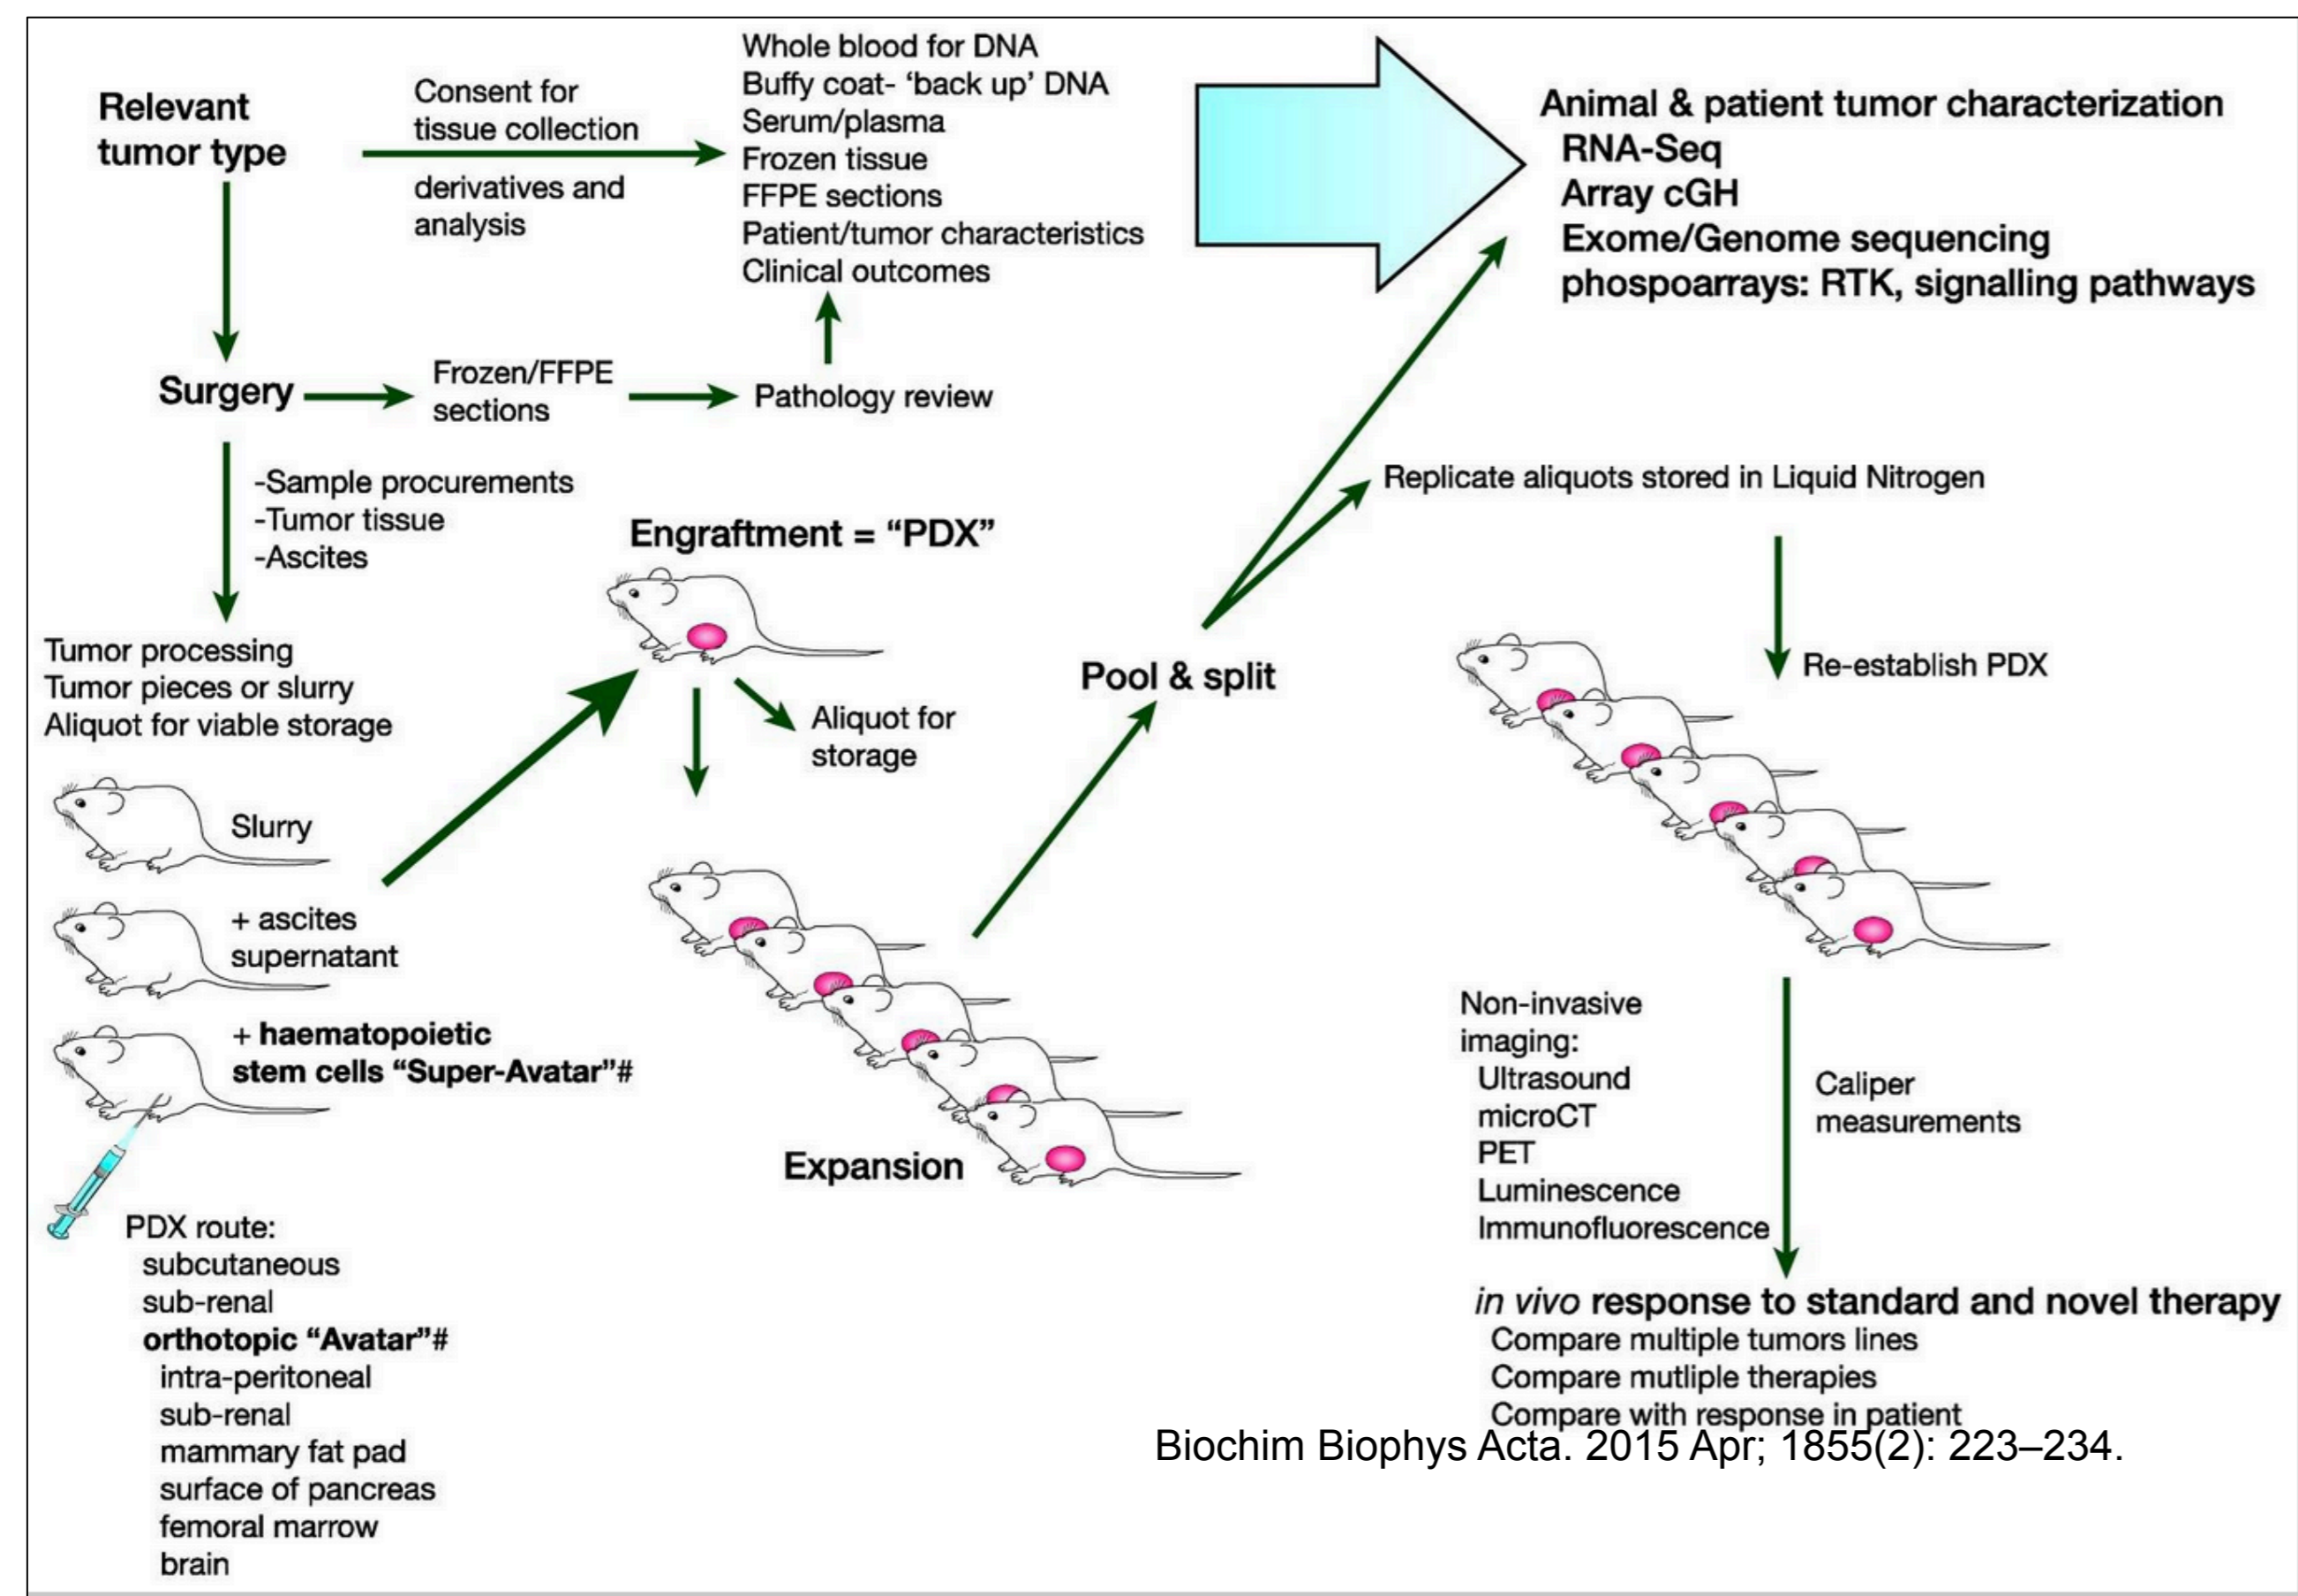 Relevant
tumor type
Consent for
tissue collection
derivatives and
analysis
Whole blood for DNA
Buffy coat- ‘back up’ DNA
Serum/plasma
Frozen tissue
FFPE sections
Patient/tumor characteristics
Clinical outcomes
Animal & patient tumor characterization
RNA-Seq
Array cGH
Exome/Genome sequencing
phospoarrays: RTK, signalling pathways
Surgery
Frozen/FFPE
sections
Pathology review
-Sample procurements
-Tumor tissue
-Ascites
Tumor processing
Tumor pieces or slurry
Aliquot for viable storage
Slurry
+ ascites
supernatant
+ haematopoietic
stem cells “Super-Avatar”#
PDX route:
subcutaneous
sub-renal
orthotopic “Avatar”#
intra-peritoneal
sub-renal
mammary fat pad
surface of pancreas
femoral marrow
brain
Engraftment = “PDX”
Aliquot for
storage
Expansion
Pool & split
Replicate aliquots stored in Liquid Nitrogen
Re-establish PDX
Non-invasive
imaging:
Ultrasound
microCT
PET
Luminescence
Immunofluorescence
Caliper
measurements
in vivo response to standard and novel therapy
Compare multiple tumors lines
Compare mutliple therapies
Compare with response in patient
Biochim Biophys Acta. 2015 Apr; 1855(2): 223–234.